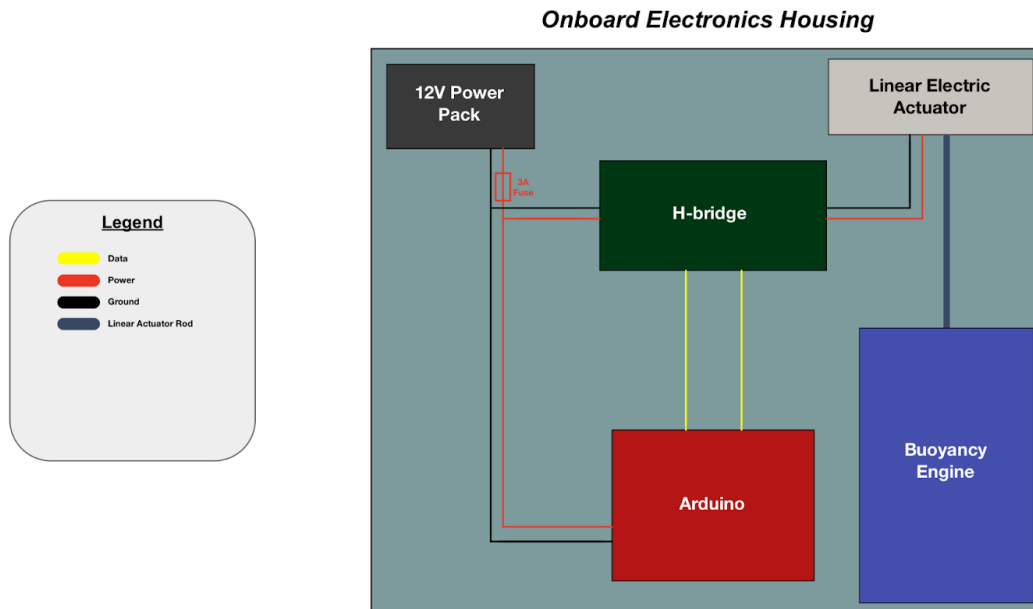 Onboard Electronics Housing
12V Power
Pack
Linear Electric
Actuator
3A
Fuse
H-bridge
Legend
Data
Power
Ground
Linear Actuator Rod
Buoyancy
Engine
Arduino